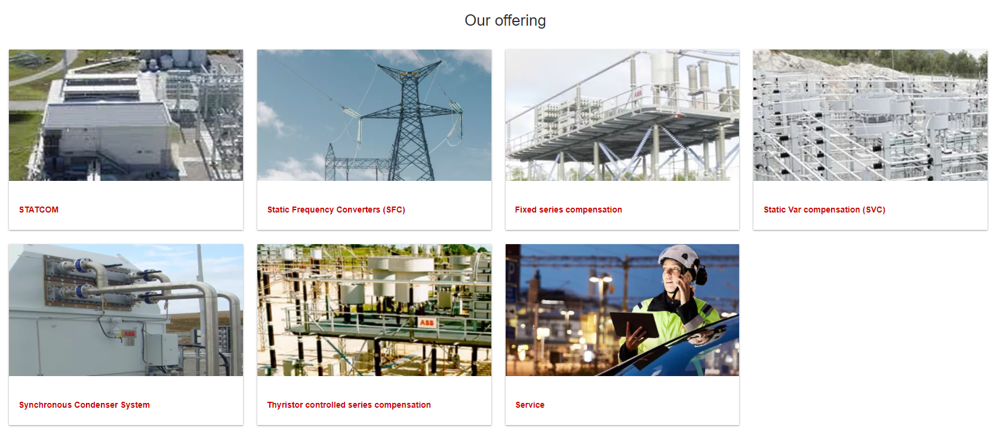 Our offering
ABB
STATCOM
Static Frequency Converters (SFC)
Fixed series compensation
Static Var compensation (SVC)
ABB
ABB
Synchronous Condenser System
Thyristor controlled series compensation
Service